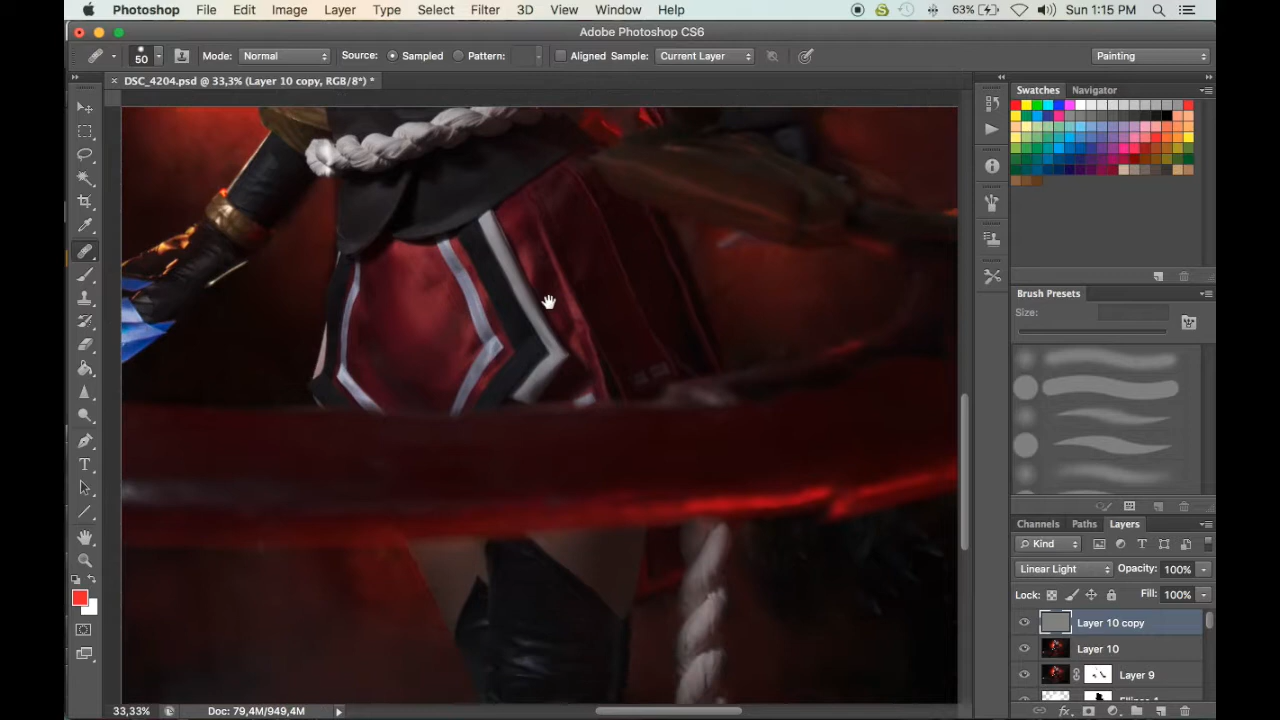 Photoshop File Edit Image Layer Type Select Filter 3D View Window Help 63% Sun 1:15 PM
Adobe Photoshop CS6
50 Mode: Normal Source: Sampled Pattern: Aligned Sample: Current Layer Painting
DSC_4204.psd @ 33,3% (Layer 10 copy, RGB/8*) *
Swatches Navigator
Brush Presets
Size:
Channels Paths Layers
Kind
Linear Light Opacity: 100%
Lock: Fill: 100%
Layer 10 copy
Layer 10
Layer 9
33,33% Doc: 79,4M/949,4M